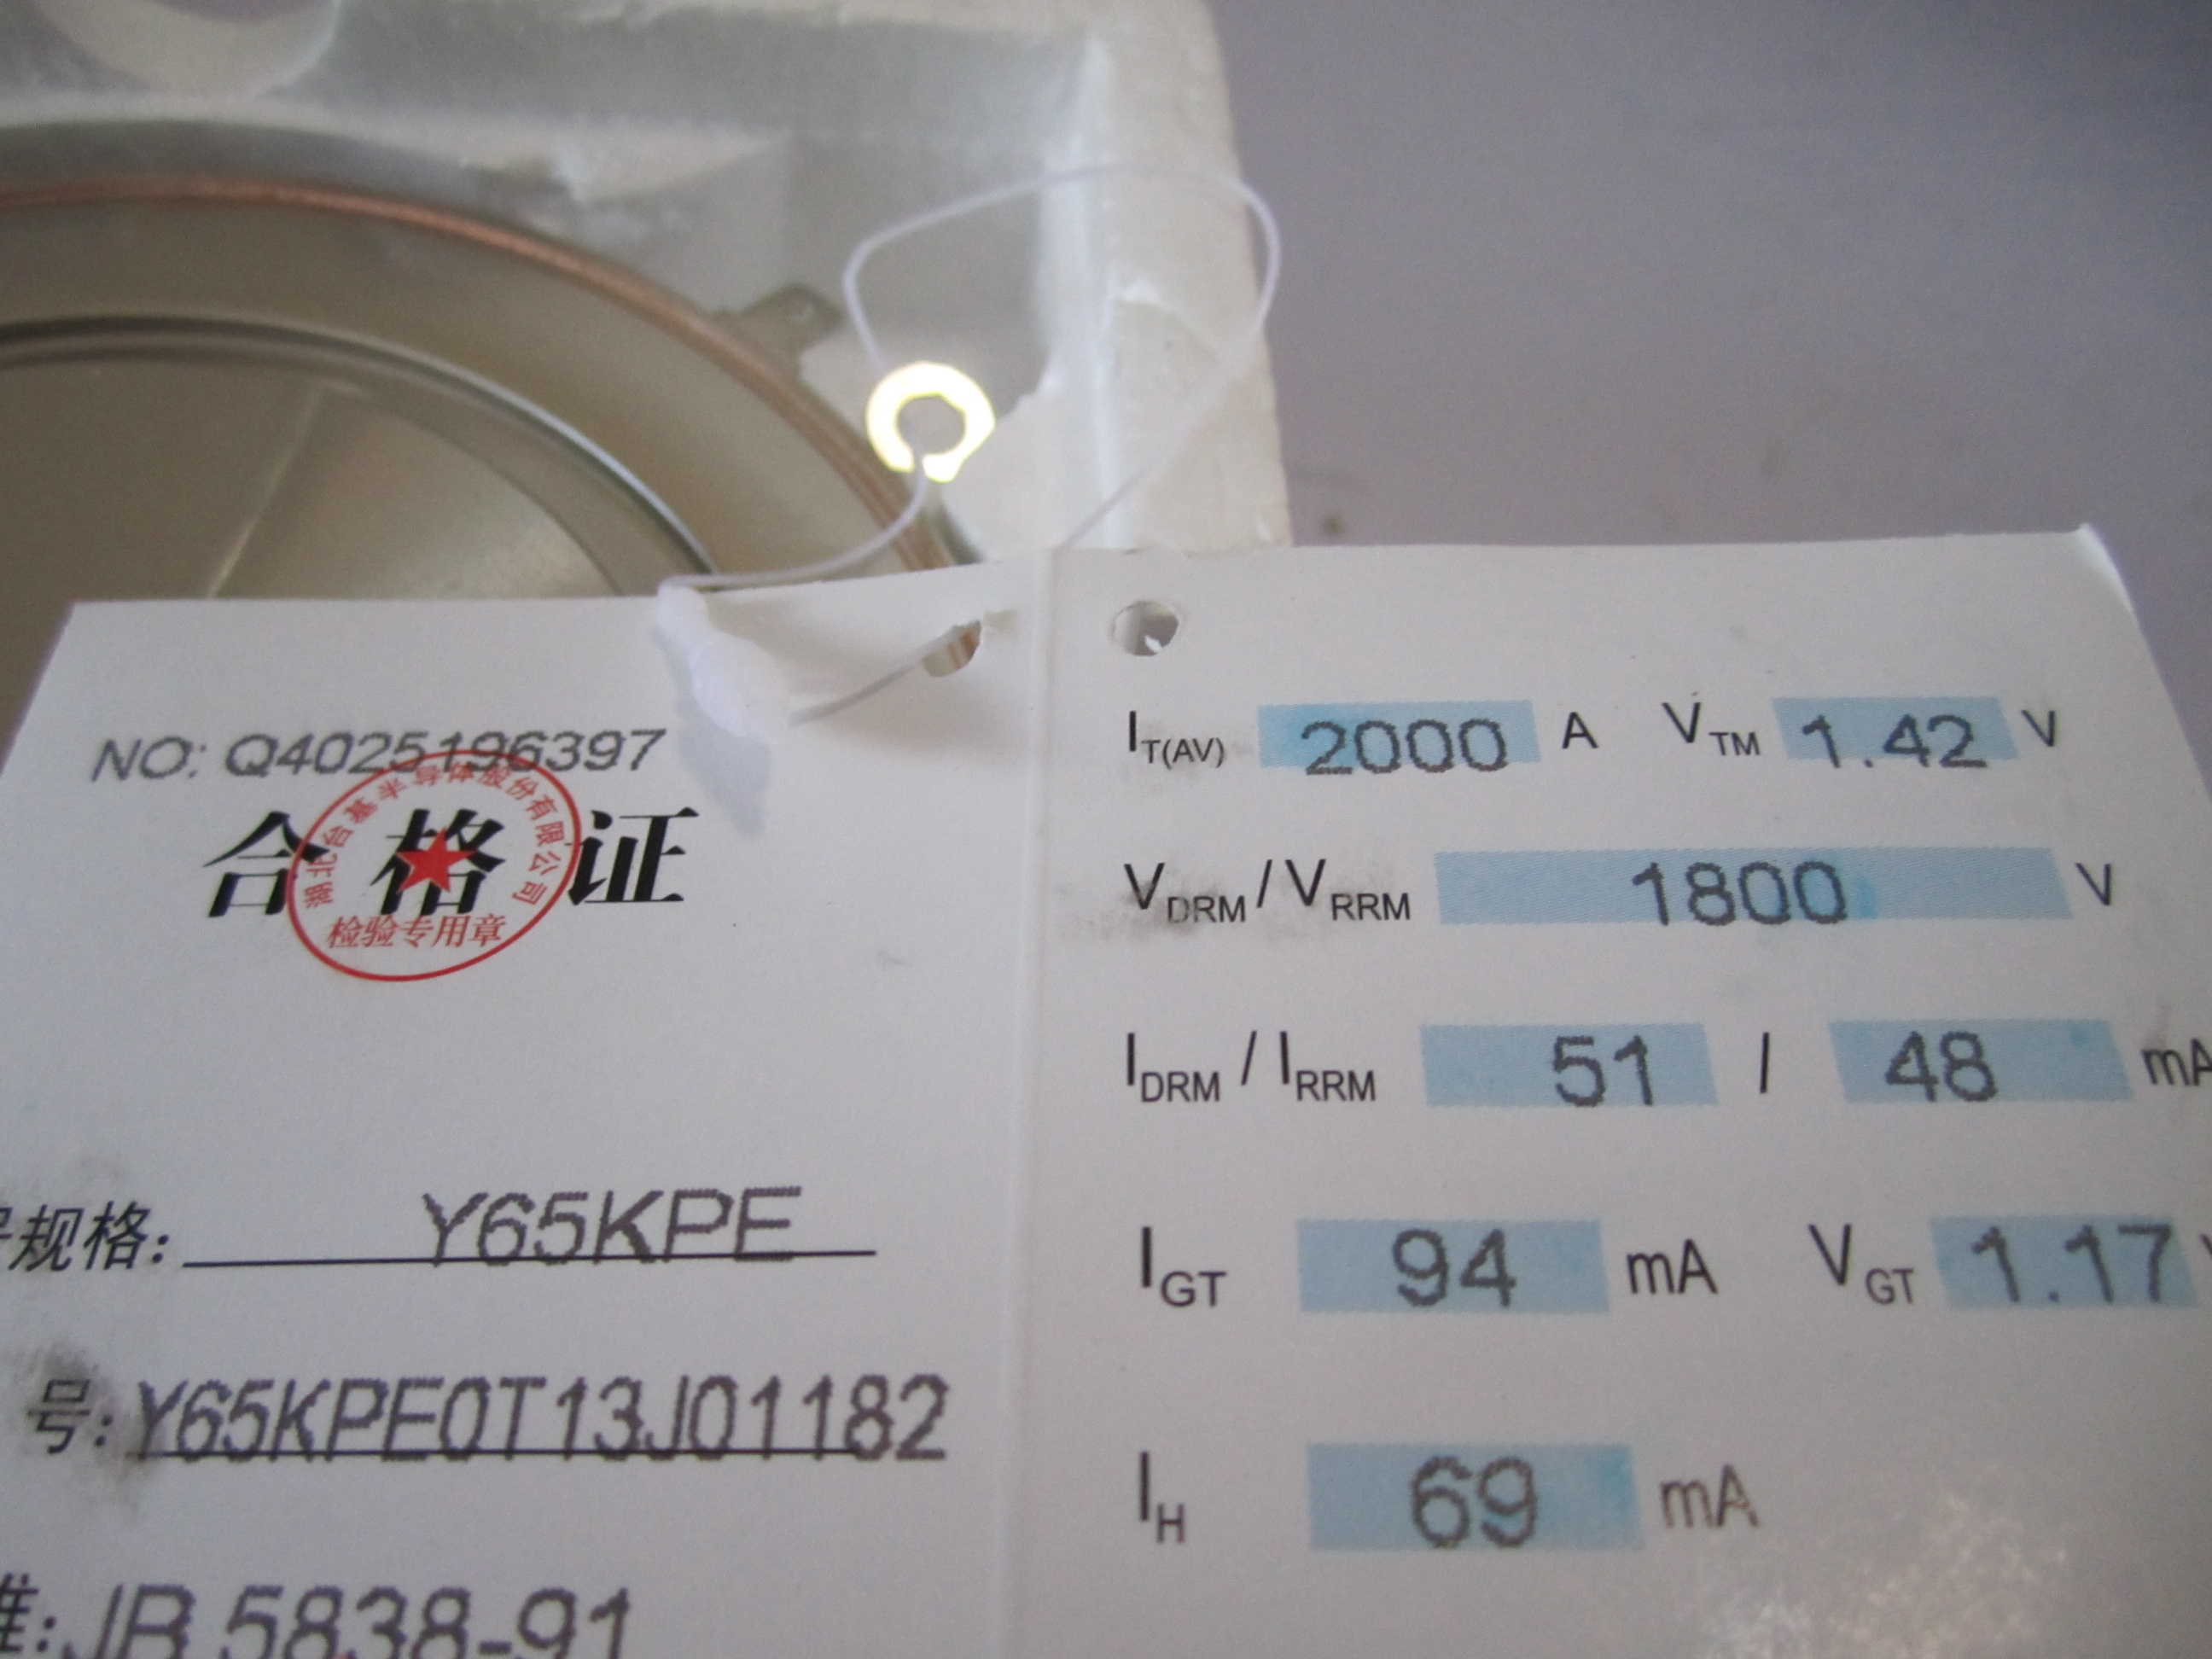 NO: Q4025196397
合格证
湖北台基半导体股份有限公司
检验专用章
规格: Y65KPE
号: Y65KPE0T13J01182
准: JB 5838-91
IT(AV) 2000 A VTM 1.42 V
VDRM / VRRM 1800 V
IDRM / IRRM 51 / 48 mA
IGT 94 mA VGT 1.17 V
IH 69 mA